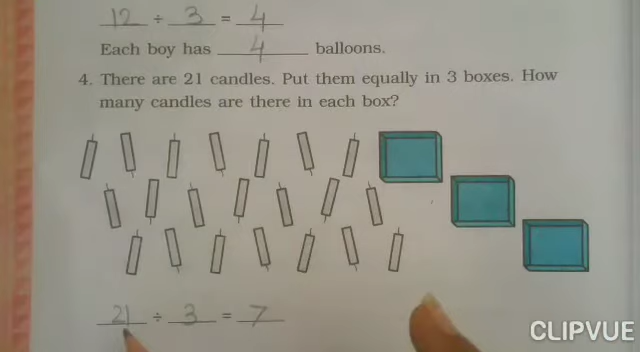 12 ÷ 3 = 4
Each boy has 4 balloons.
4. There are 21 candles. Put them equally in 3 boxes. How
many candles are there in each box?
21 ÷ 3 = 7
CLIPVUE